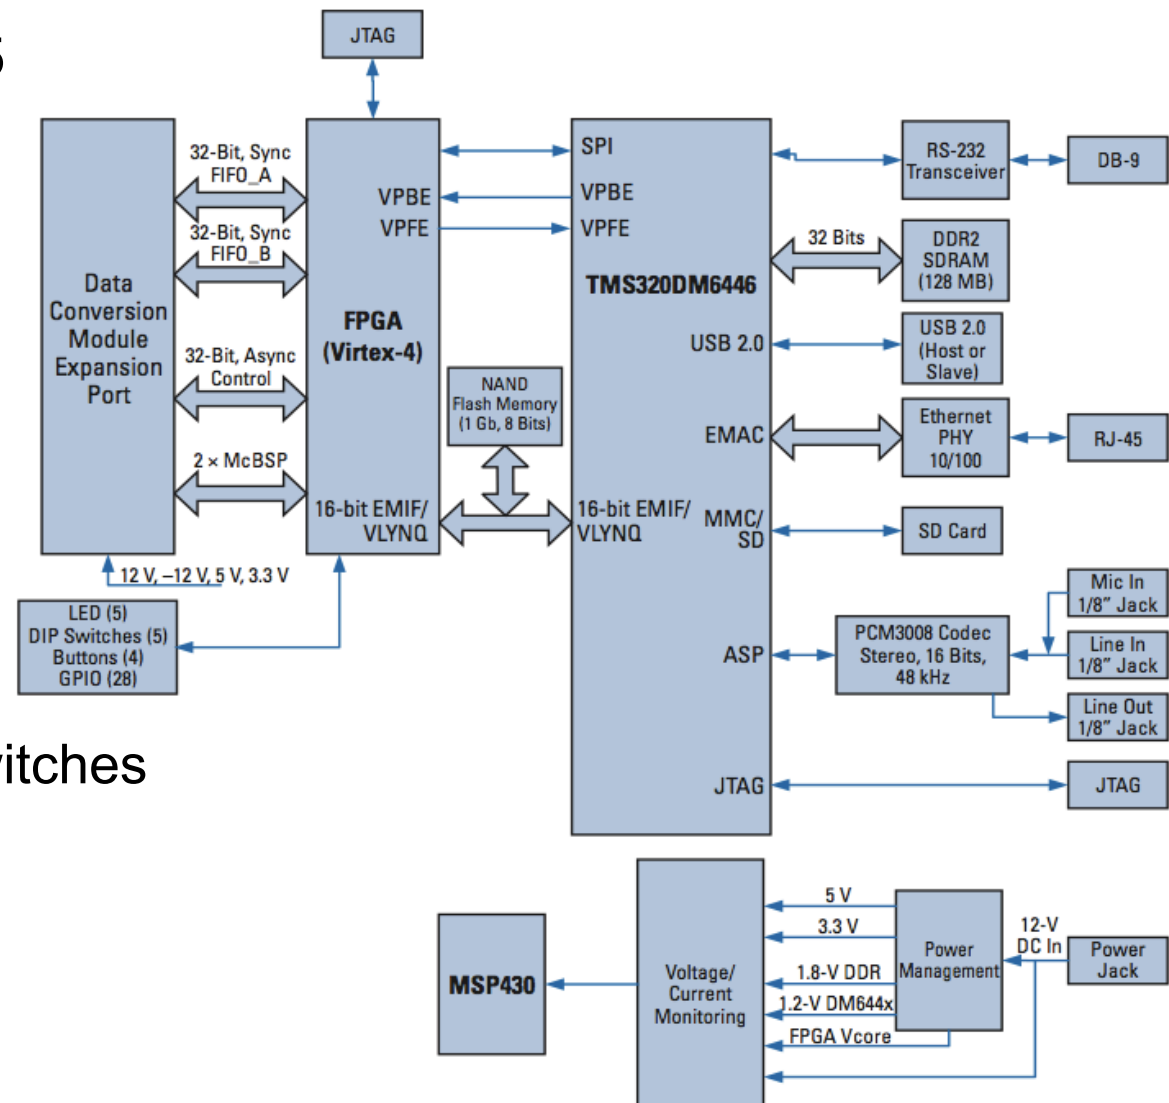 5
JTAG
32-Bit, Sync
FIFO_A
32-Bit, Sync
FIFO_B
32-Bit, Async
Control
2 × McBSP
Data
Conversion
Module
Expansion
Port
12 V, –12 V, 5 V, 3.3 V
LED (5)
DIP Switches (5)
Buttons (4)
GPIO (28)
VPBE
VPFE
FPGA
(Virtex-4)
16-bit EMIF/
VLYNQ
NAND
Flash Memory
(1 Gb, 8 Bits)
SPI
VPBE
VPFE
TMS320DM6446
USB 2.0
EMAC
16-bit EMIF/
VLYNQ
MMC/
SD
ASP
JTAG
RS-232
Transceiver
DB-9
32 Bits
DDR2
SDRAM
(128 MB)
USB 2.0
(Host or
Slave)
Ethernet
PHY
10/100
RJ-45
SD Card
PCM3008 Codec
Stereo, 16 Bits,
48 kHz
Mic In
1/8” Jack
Line In
1/8” Jack
Line Out
1/8” Jack
JTAG
vitches
MSP430
Voltage/
Current
Monitoring
5 V
3.3 V
1.8-V DDR
1.2-V DM644x
FPGA Vcore
Power
Management
12-V
DC In
Power
Jack